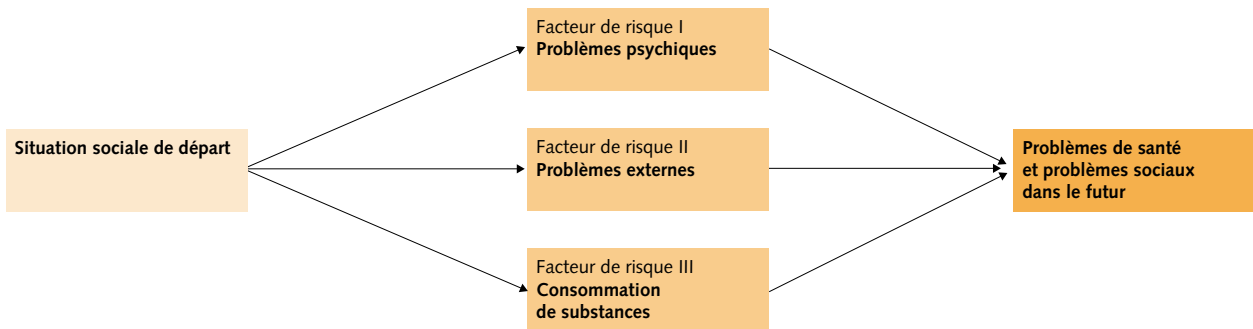 Situation sociale de départ
Facteur de risque I
Problèmes psychiques
Facteur de risque II
Problèmes externes
Facteur de risque III
Consommation
de substances
Problèmes de santé
et problèmes sociaux
dans le futur